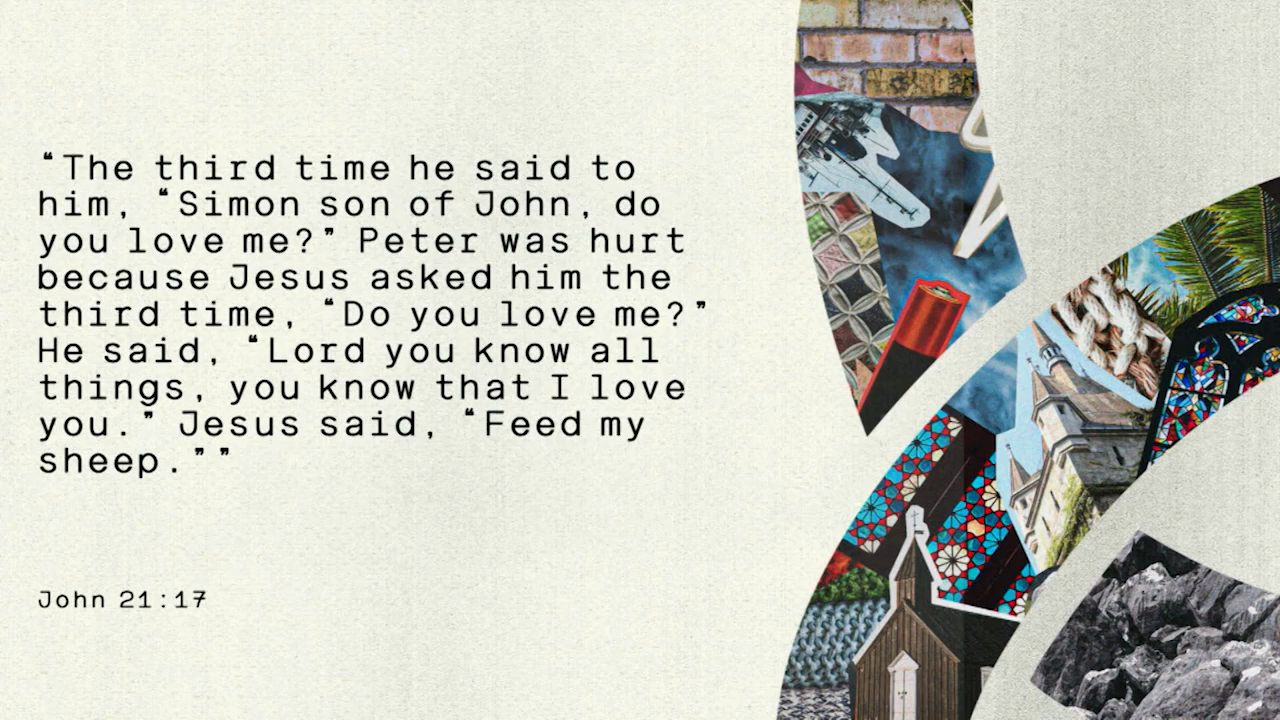 “The third time he said to
him, “Simon son of John, do
you love me?” Peter was hurt
because Jesus asked him the
third time, “Do you love me?”
He said, “Lord you know all
things, you know that I love
you.” Jesus said, “Feed my
sheep.””
John 21:17